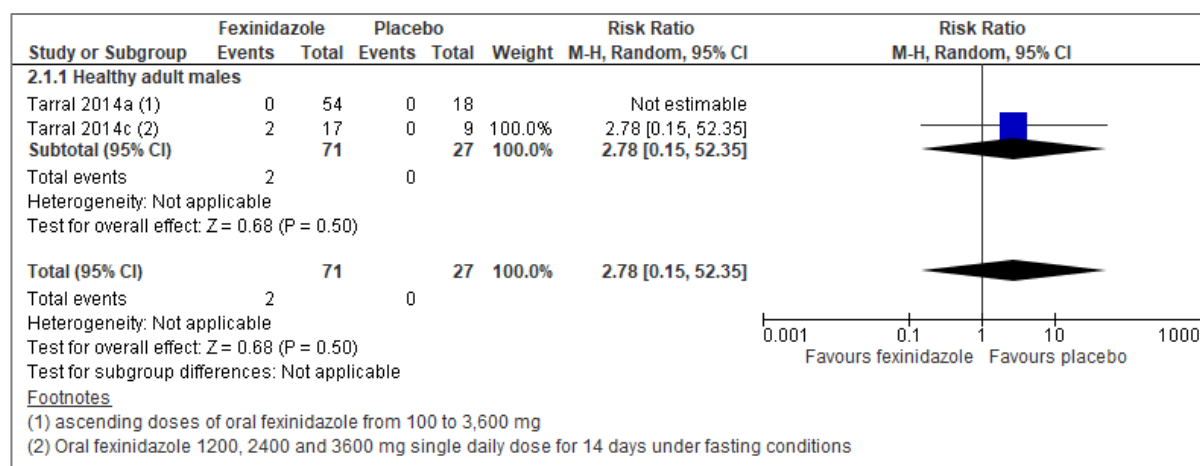 Fexinidazole Placebo Risk Ratio Risk Ratio
Study or Subgroup Events Total Events Total Weight M-H, Random, 95% CI M-H, Random, 95% CI
2.1.1 Healthy adult males
Tarral 2014a (1) 0 54 0 18 Not estimable
Tarral 2014c (2) 2 17 0 9 100.0% 2.78 [0.15, 52.35]
Subtotal (95% CI) 71 27 100.0% 2.78 [0.15, 52.35]
Total events 2 0
Heterogeneity: Not applicable
Test for overall effect: Z = 0.68 (P = 0.50)
Total (95% CI) 71 27 100.0% 2.78 [0.15, 52.35]
Total events 2 0
Heterogeneity: Not applicable
Test for overall effect: Z = 0.68 (P = 0.50)
Test for subgroup differences: Not applicable
0.001 0.1 1 10 1000
Favours fexinidazole Favours placebo
Footnotes
(1) ascending doses of oral fexinidazole from 100 to 3,600 mg
(2) Oral fexinidazole 1200, 2400 and 3600 mg single daily dose for 14 days under fasting conditions